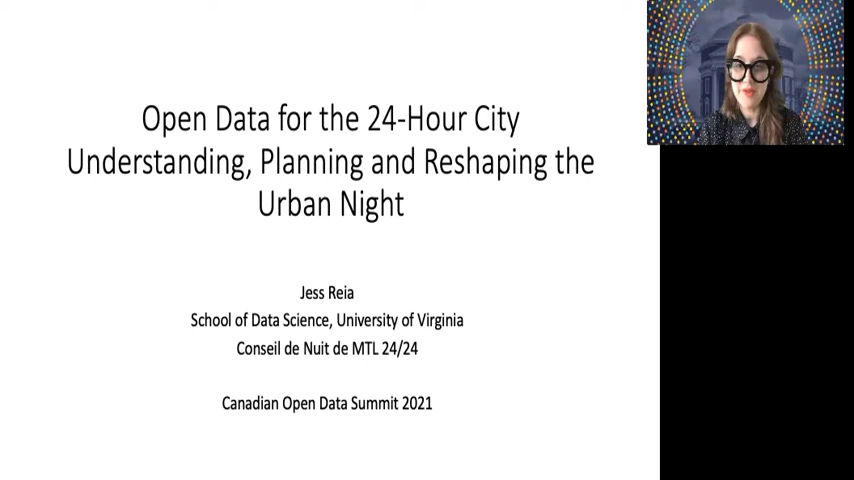 Open Data for the 24-Hour City
Understanding, Planning and Reshaping the
Urban Night
Jess Reia
School of Data Science, University of Virginia
Conseil de Nuit de MTL 24/24
Canadian Open Data Summit 2021